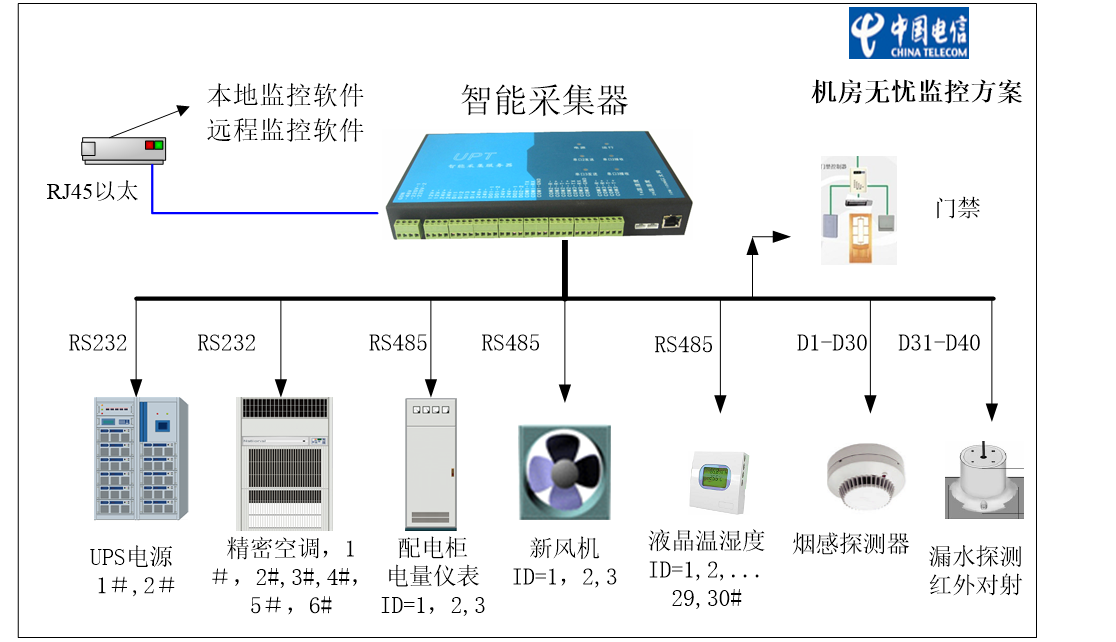 中国电信
CHINA TELECOM
机房无忧监控方案
智能采集器
本地监控软件
远程监控软件
RJ45以太
UPT
智能采集服务器
门禁控制器
门禁
RS232
RS232
RS485
RS485
RS485
D1-D30
D31-D40
UPS电源
1＃,2＃
精密空调，1
＃，2#,3#,4#,
5＃，6#
配电柜
电量仪表
ID=1，2,3
新风机
ID=1，2,3
液晶温湿度
ID=1,2,...
29,30#
烟感探测器
漏水探测
红外对射